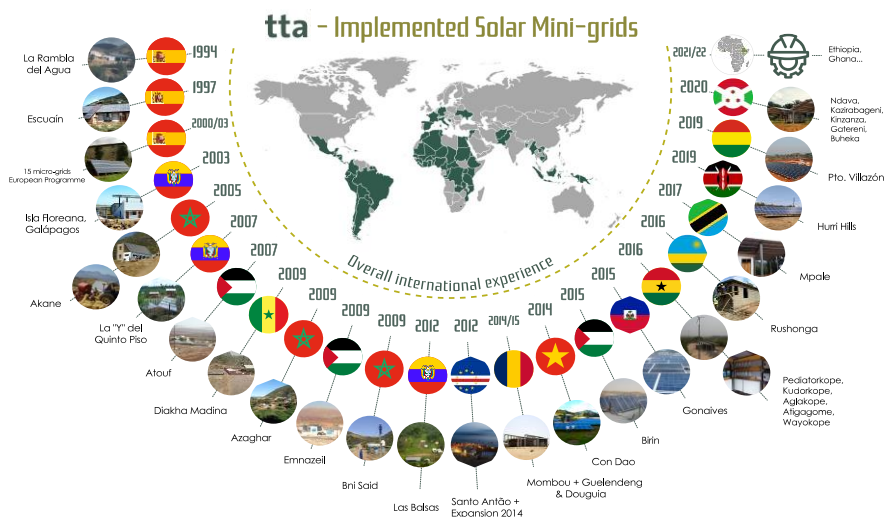 tta - Implemented Solar Mini-grids
1994
La Rambla
del Agua
1997
Escuain
2000/03
15 micro-grids
European Programme
2003
Isla Floreana,
Galápagos
2005
Akane
2007
La "Y" del
Quinto Piso
2007
Atouf
2009
Diakha Madina
2009
Azaghar
2009
Emnazeil
2009
Bni Said
2012
Las Balsas
2012
Santo Antão +
Expansion 2014
2014/15
Mombou + Guelendeng
& Douguia
2014
Con Dao
2015
Birin
2015
Gonaives
2016
Pediatorkope,
Kudorkope,
Aglakope,
Atigagome,
Wayokope
2016
Rushonga
2017
Mpale
2019
Hurri Hills
2019
Pto. Villazón
2020
Ndava,
Kazirabageni,
Kinzanza,
Gatereni,
Buheka
2021/22
Ethiopia,
Ghana...
Overall international experience